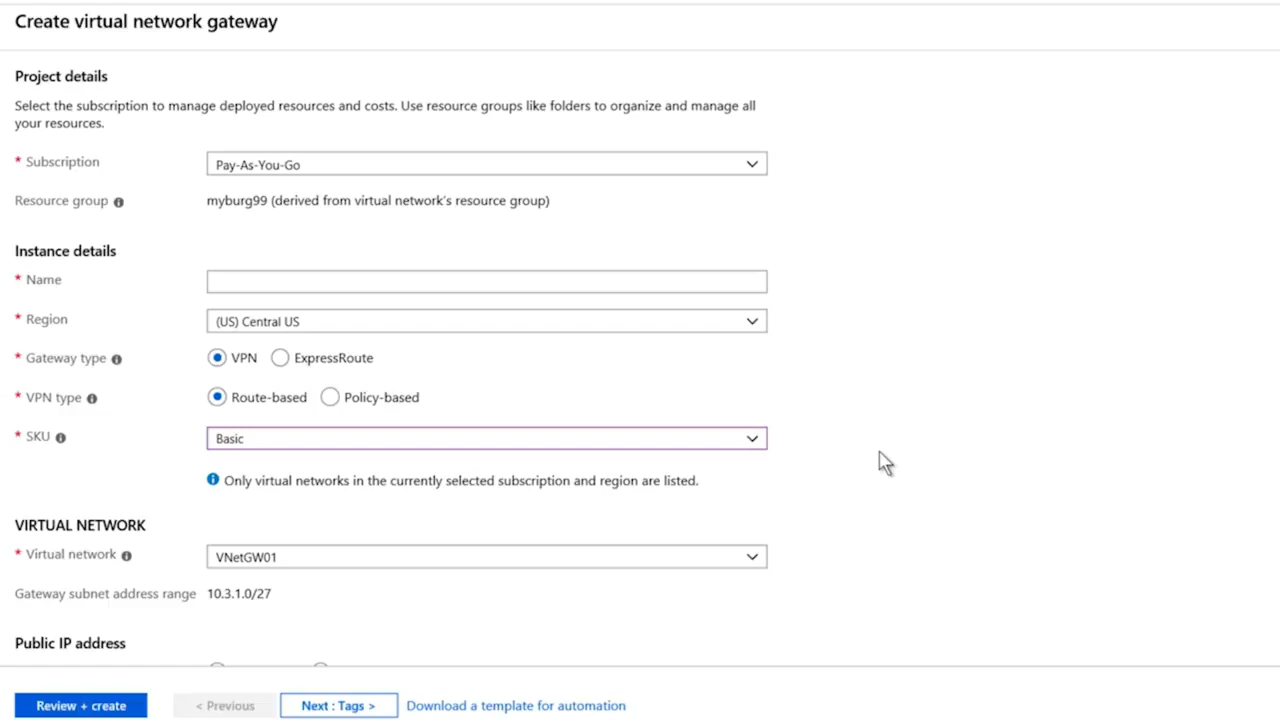 Create virtual network gateway
Project details
Select the subscription to manage deployed resources and costs. Use resource groups like folders to organize and manage all
your resources.
* Subscription
Pay-As-You-Go
Resource group
myburg99 (derived from virtual network's resource group)
Instance details
* Name
* Region
(US) Central US
* Gateway type
VPN
ExpressRoute
* VPN type
Route-based
Policy-based
* SKU
Basic
Only virtual networks in the currently selected subscription and region are listed.
VIRTUAL NETWORK
* Virtual network
VNetGW01
Gateway subnet address range
10.3.1.0/27
Public IP address
Review + create
< Previous
Next : Tags >
Download a template for automation